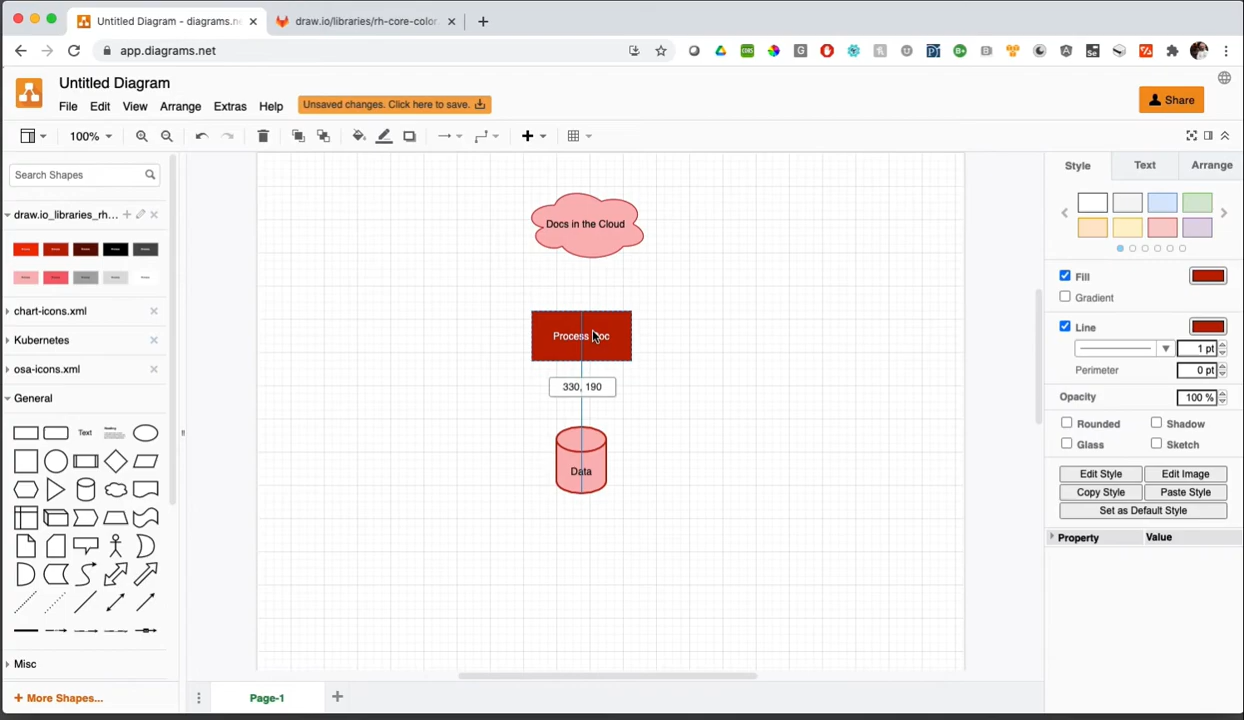 Untitled Diagram - diagrams.ne
draw.io/libraries/rh-core-color
app.diagrams.net
Untitled Diagram
File Edit View Arrange Extras Help
Unsaved changes. Click here to save.
Share
100%
Search Shapes
draw.io_libraries_rh...
chart-icons.xml
Kubernetes
osa-icons.xml
General
Text
Misc
+ More Shapes...
Docs in the Cloud
Process Doc
330, 190
Data
Page-1
Style Text Arrange
Fill
Gradient
Line
1 pt
Perimeter 0 pt
Opacity 100 %
Rounded Shadow
Glass Sketch
Edit Style Edit Image
Copy Style Paste Style
Set as Default Style
Property Value